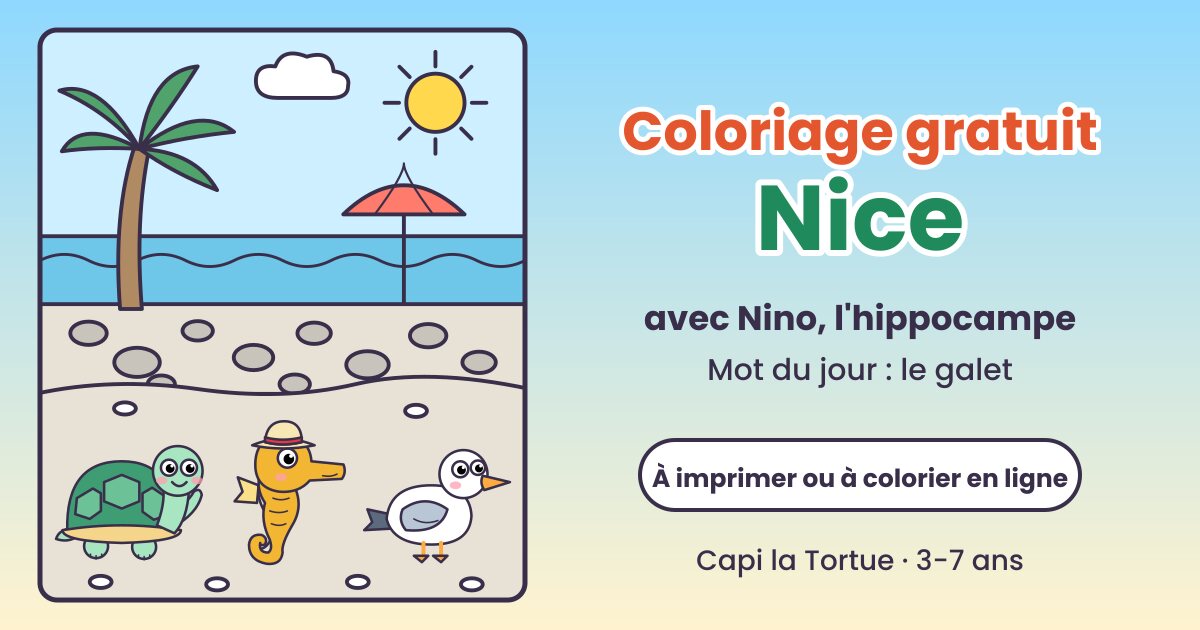 Coloriage gratuit
Nice
avec Nino, l'hippocampe
Mot du jour : le galet
À imprimer ou à colorier en ligne
Capi la Tortue · 3-7 ans